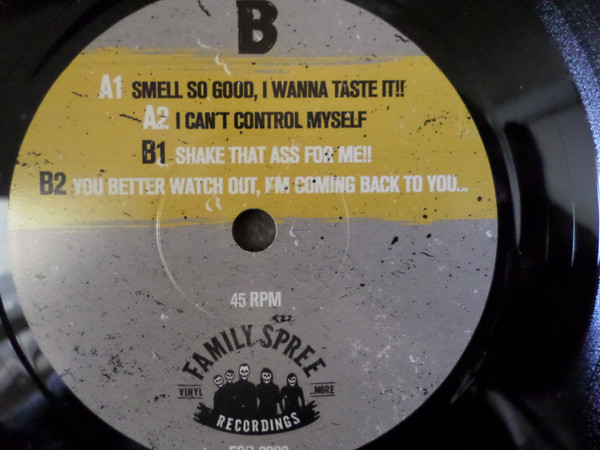 B
A1 SMELL SO GOOD, I WANNA TASTE IT!!
A2 I CAN'T CONTROL MYSELF
B1 SHAKE THAT ASS FOR ME!!
B2 YOU BETTER WATCH OUT, I'M COMING BACK TO YOU...
45 RPM
FAMILY SPREE
VINYL MORE
RECORDINGS